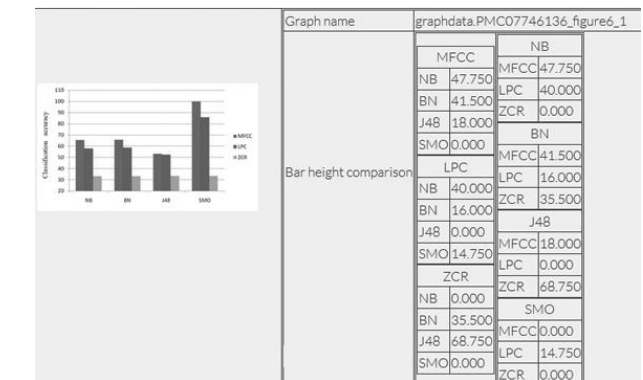 Graph name graphdata.PMC07746136_figure6_1
110
100
90
80
70
60
50
40
30
20
Classification accuracy
NB BN J48 SMO
MFCC
LPC
ZCR
Bar height comparison
MFCC
NB 47.750
BN 41.500
J48 18.000
SMO 0.000
LPC
NB 40.000
BN 16.000
J48 0.000
SMO 14.750
ZCR
NB 0.000
BN 35.500
J48 68.750
SMO 0.000
NB
MFCC 47.750
LPC 40.000
ZCR 0.000
BN
MFCC 41.500
LPC 16.000
ZCR 35.500
J48
MFCC 18.000
LPC 0.000
ZCR 68.750
SMO
MFCC 0.000
LPC 14.750
ZCR 0.000